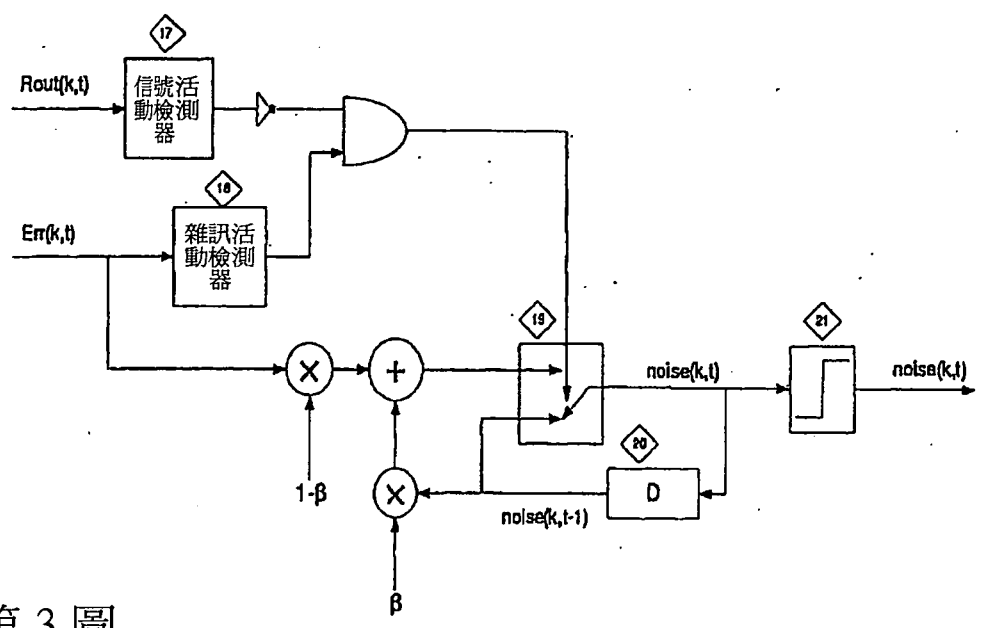 17
Rout(k,t)
信號活
動檢測
器
18
Err(k,t)
雜訊活
動檢測
器
19
21
×
+
noise(k,t)
noise(k,t)
20
1-β
×
D
noise(k,t-1)
β
第 3 圖